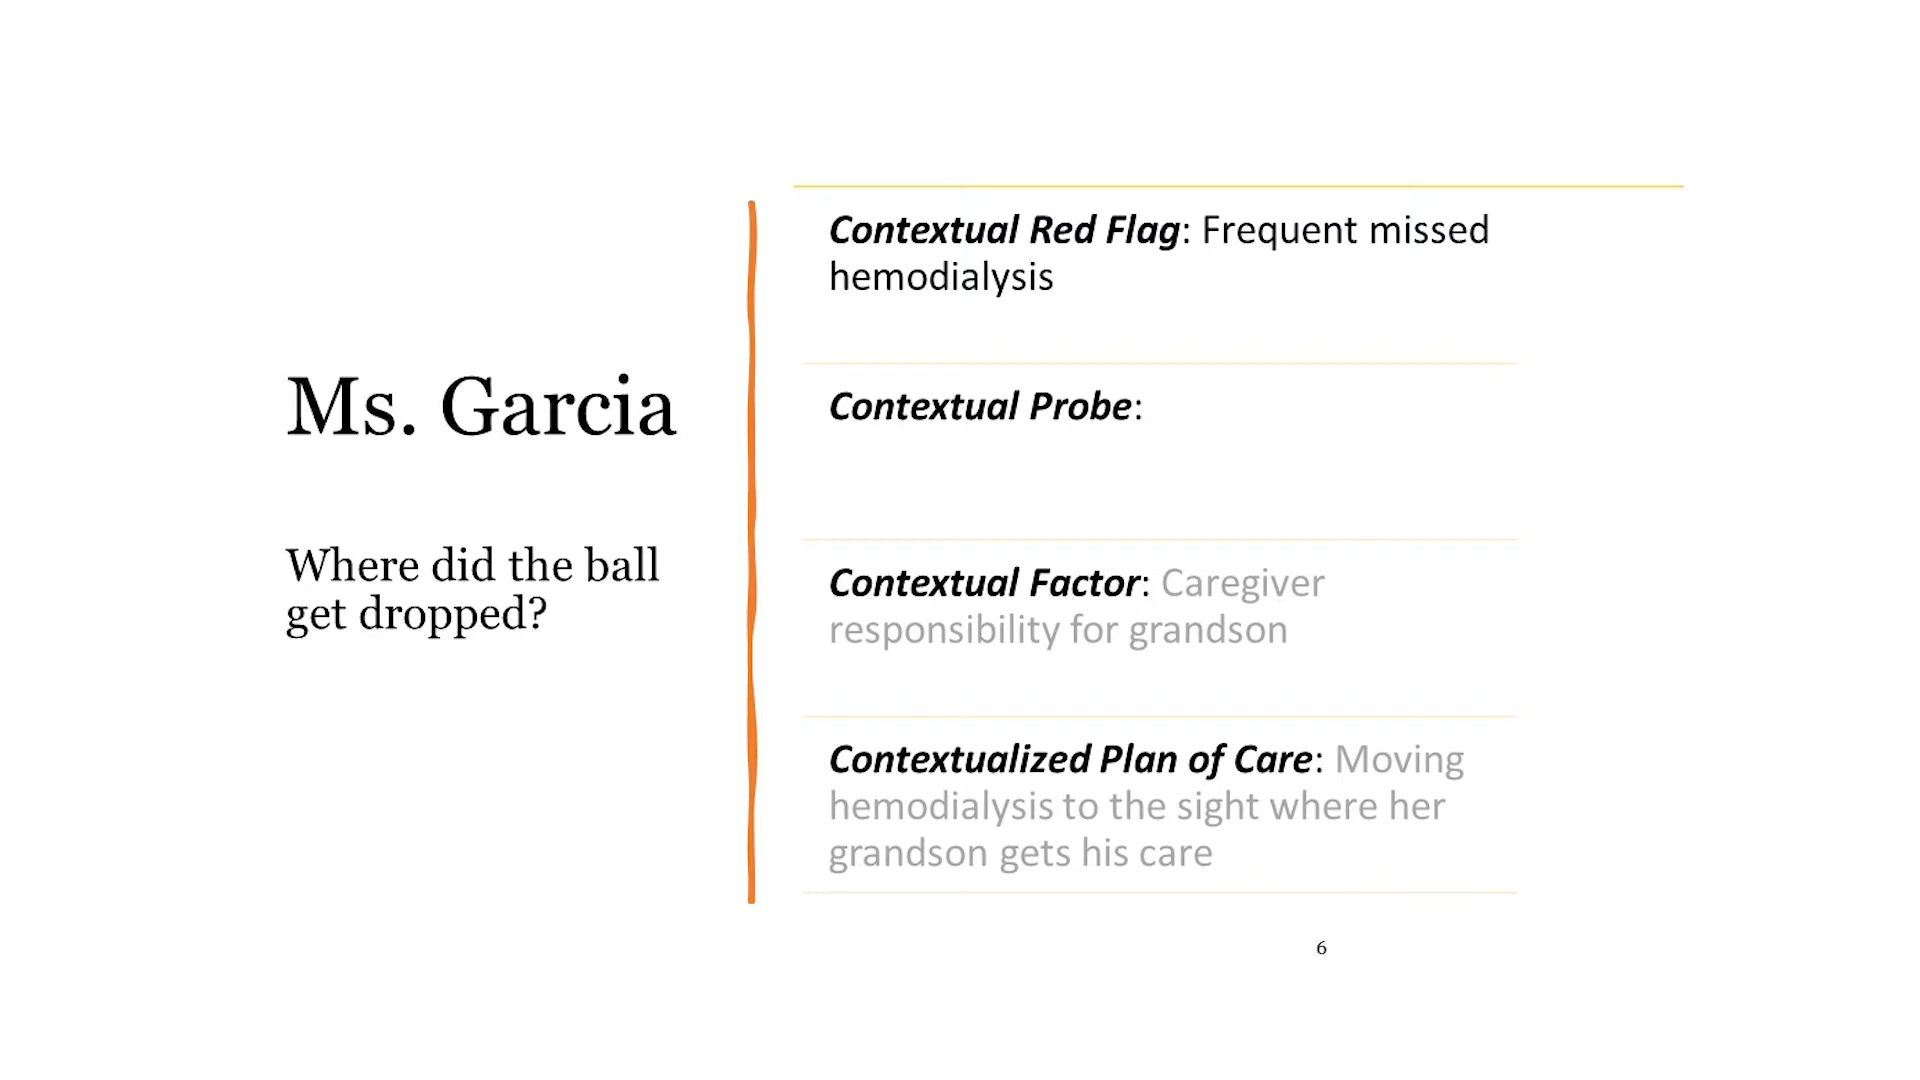 Ms. Garcia
Where did the ball
get dropped?
Contextual Red Flag: Frequent missed
hemodialysis
Contextual Probe:
Contextual Factor: Caregiver
responsibility for grandson
Contextualized Plan of Care: Moving
hemodialysis to the sight where her
grandson gets his care
6